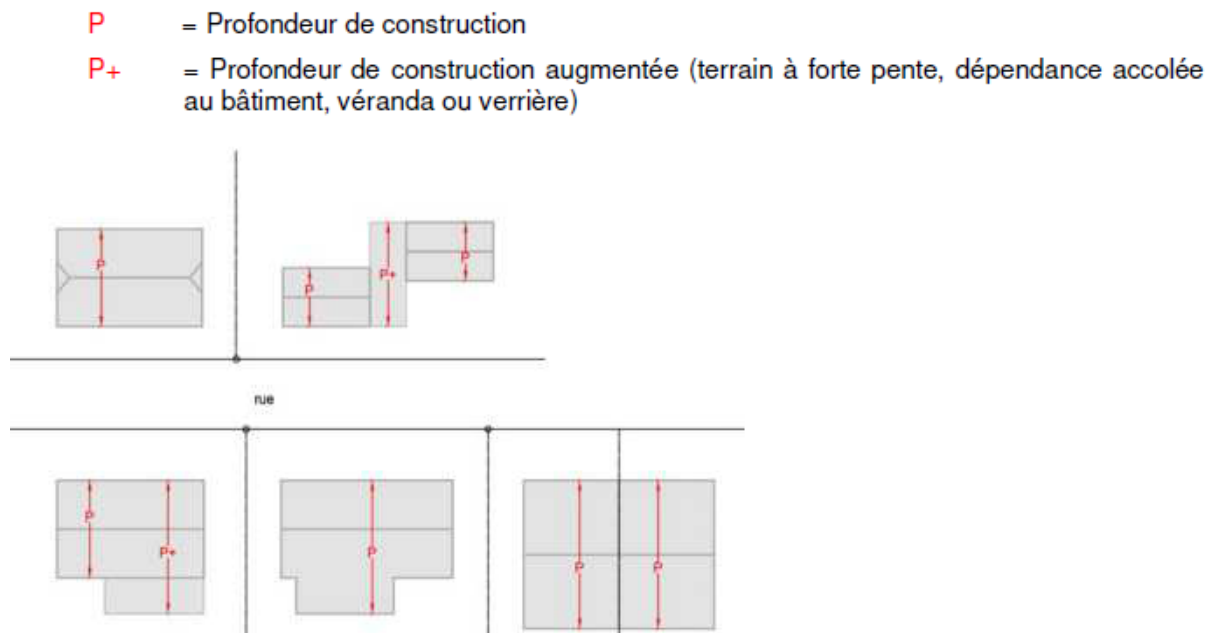 P = Profondeur de construction
P+ = Profondeur de construction augmentée (terrain à forte pente, dépendance accolée
au bâtiment, véranda ou verrière)
P
P
P+
P
rue
P
P+
P
P
P